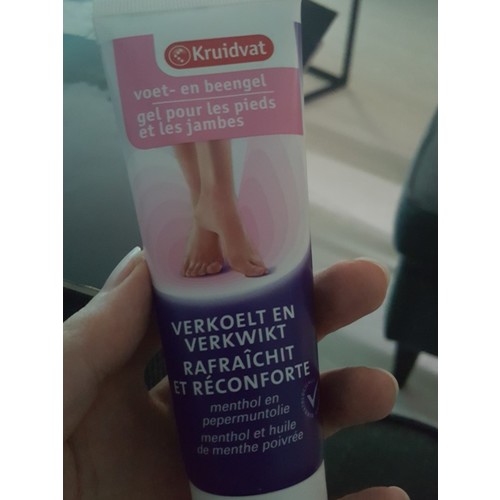 Kruidvat
voet- en beengel
gel pour les pieds
et les jambes
VERKOELT EN
VERKWIKT
RAFRAÎCHIT
ET RÉCONFORTE
menthol en
pepermuntolie
menthol et huile
de menthe poivrée